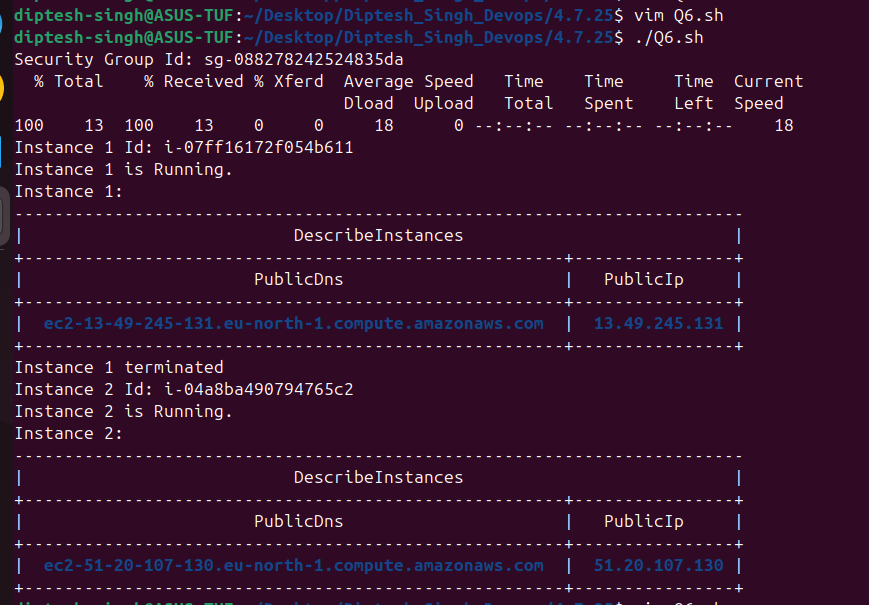 diptesh-singh@ASUS-TUF:~/Desktop/Diptesh_Singh_Devops/4.7.25$ vim Q6.sh
diptesh-singh@ASUS-TUF:~/Desktop/Diptesh_Singh_Devops/4.7.25$ ./Q6.sh
Security Group Id: sg-088278242524835da
  % Total    % Received % Xferd  Average Speed   Time    Time     Time  Current
                                 Dload  Upload   Total   Spent    Left  Speed
100    13  100    13    0     0     18      0 --:--:-- --:--:-- --:--:--    18
Instance 1 Id: i-07ff16172f054b611
Instance 1 is Running.
Instance 1:
-------------------------------------------------------------------------
|                           DescribeInstances                           |
+------------------------------------------------------+----------------+
|                       PublicDns                      |   PublicIp     |
+------------------------------------------------------+----------------+
|  ec2-13-49-245-131.eu-north-1.compute.amazonaws.com  |  13.49.245.131 |
+------------------------------------------------------+----------------+
Instance 1 terminated
Instance 2 Id: i-04a8ba490794765c2
Instance 2 is Running.
Instance 2:
-------------------------------------------------------------------------
|                           DescribeInstances                           |
+------------------------------------------------------+----------------+
|                       PublicDns                      |   PublicIp     |
+------------------------------------------------------+----------------+
|  ec2-51-20-107-130.eu-north-1.compute.amazonaws.com  |  51.20.107.130 |
+------------------------------------------------------+----------------+